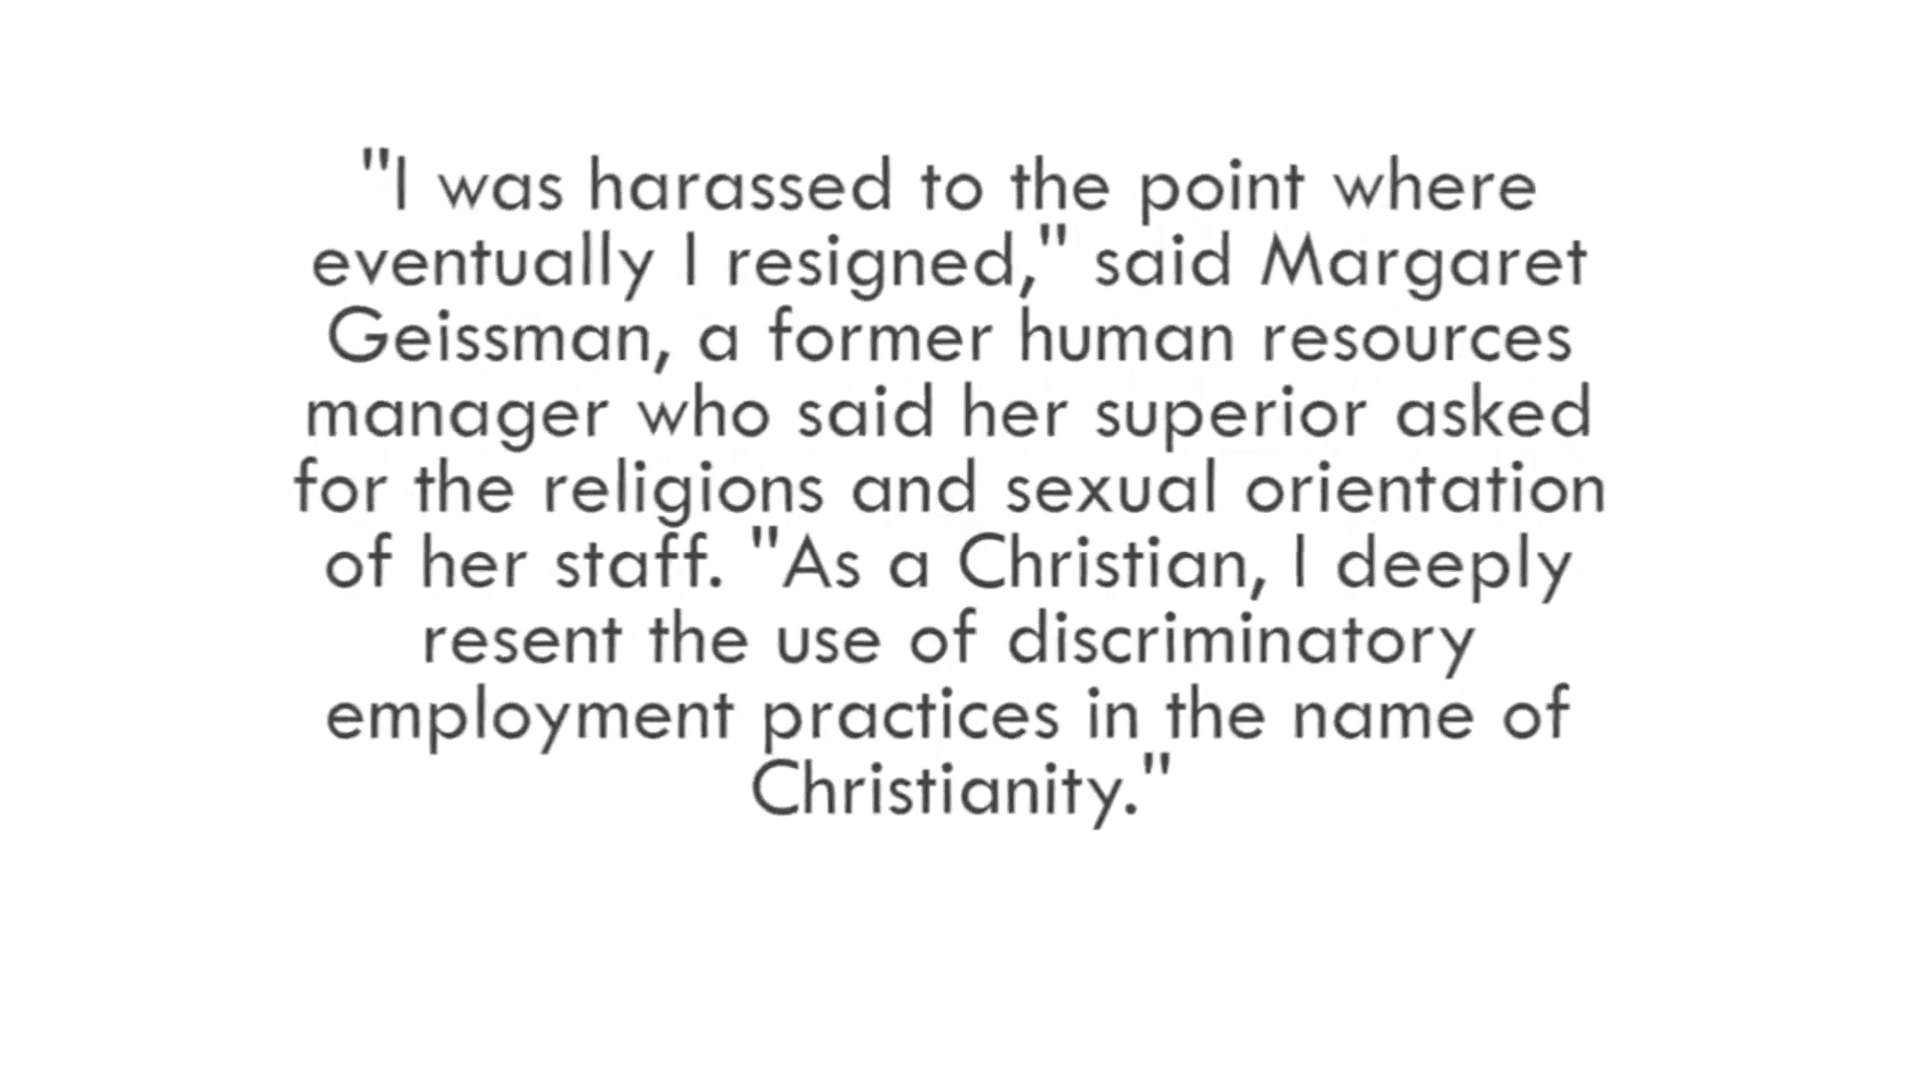 "I was harassed to the point where
eventually I resigned," said Margaret
Geissman, a former human resources
manager who said her superior asked
for the religions and sexual orientation
of her staff. "As a Christian, I deeply
resent the use of discriminatory
employment practices in the name of
Christianity."